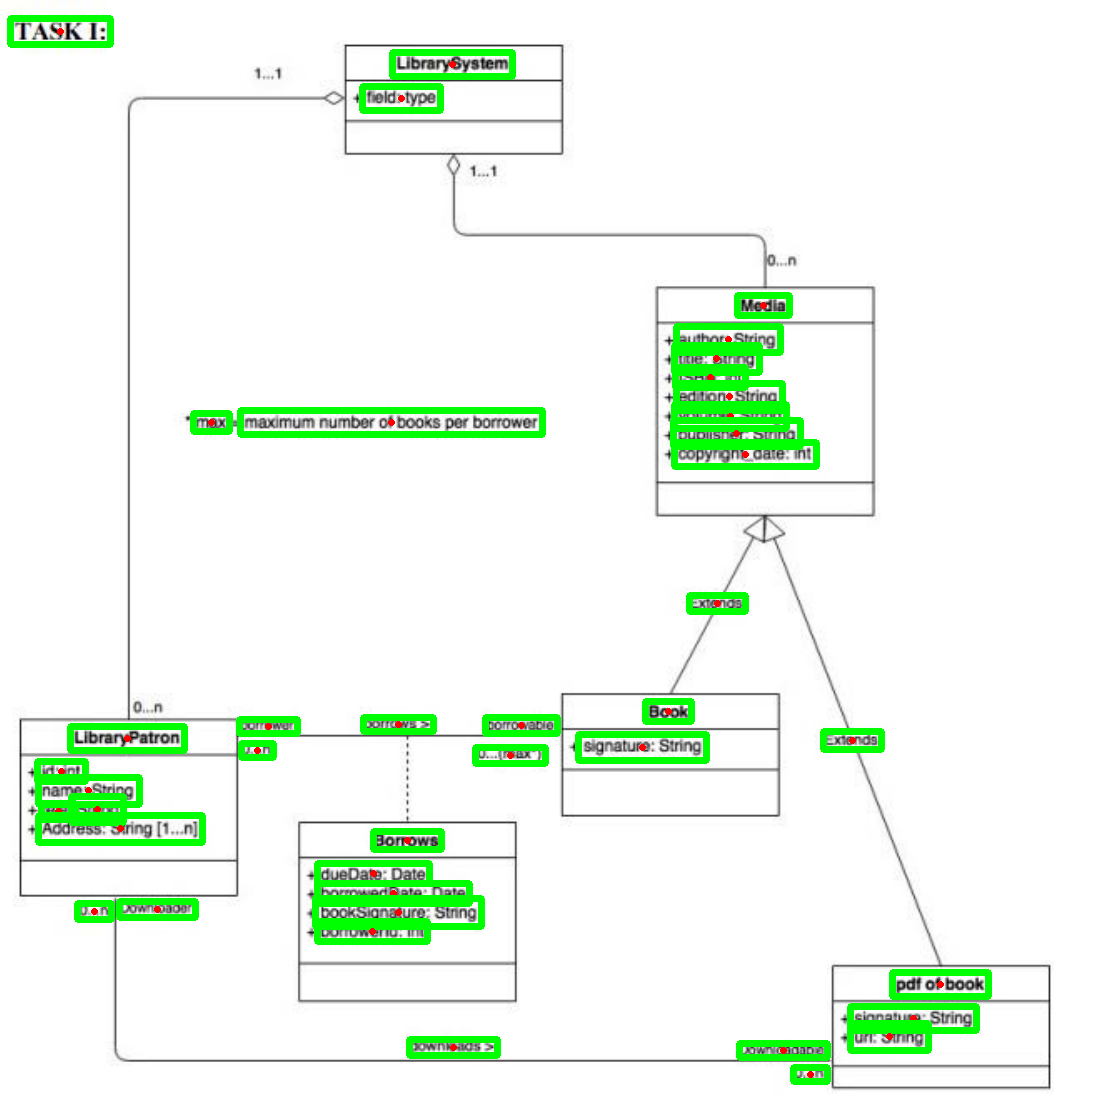 TASK I:
LibrarySystem
1...1
+ field: type
1...1
0...n
Media
+ author: String
+ title: String
+ ISBN: int
+ edition: String
+ volume: String
+ publisher: String
+ copyright_date: int
* max = maximum number of books per borrower
Extends
Extends
0...n
LibraryPatron
+ id: int
+ name: String
String
+ Address: String [1...n]
borrower
0...n
borrows >
borrowable
0...(max*)
Book
+ signature: String
Borrows
+ dueDate: Date
+ borrowedDate: Date
+ bookSignature: String
+ borrowerId: int
0...n
Downloader
pdf of book
+ signature: String
+ url: String
downloads >
Downloadable
0...n